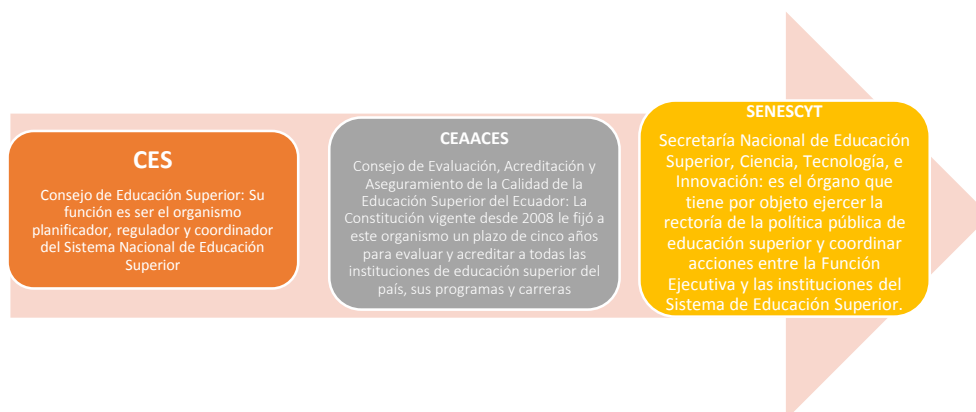 CES
Consejo de Educación Superior: Su
función es ser el organismo
planificador, regulador y coordinador
del Sistema Nacional de Educación
Superior
CEAACES
Consejo de Evaluación, Acreditación y
Aseguramiento de la Calidad de la
Educación Superior del Ecuador: La
Constitución vigente desde 2008 le fijó a
este organismo un plazo de cinco años
para evaluar y acreditar a todas las
instituciones de educación superior del
país, sus programas y carreras
SENESCYT
Secretaría Nacional de Educación
Superior, Ciencia, Tecnología, e
Innovación: es el órgano que
tiene por objeto ejercer la
rectoría de la política pública de
educación superior y coordinar
acciones entre la Función
Ejecutiva y las instituciones del
Sistema de Educación Superior.